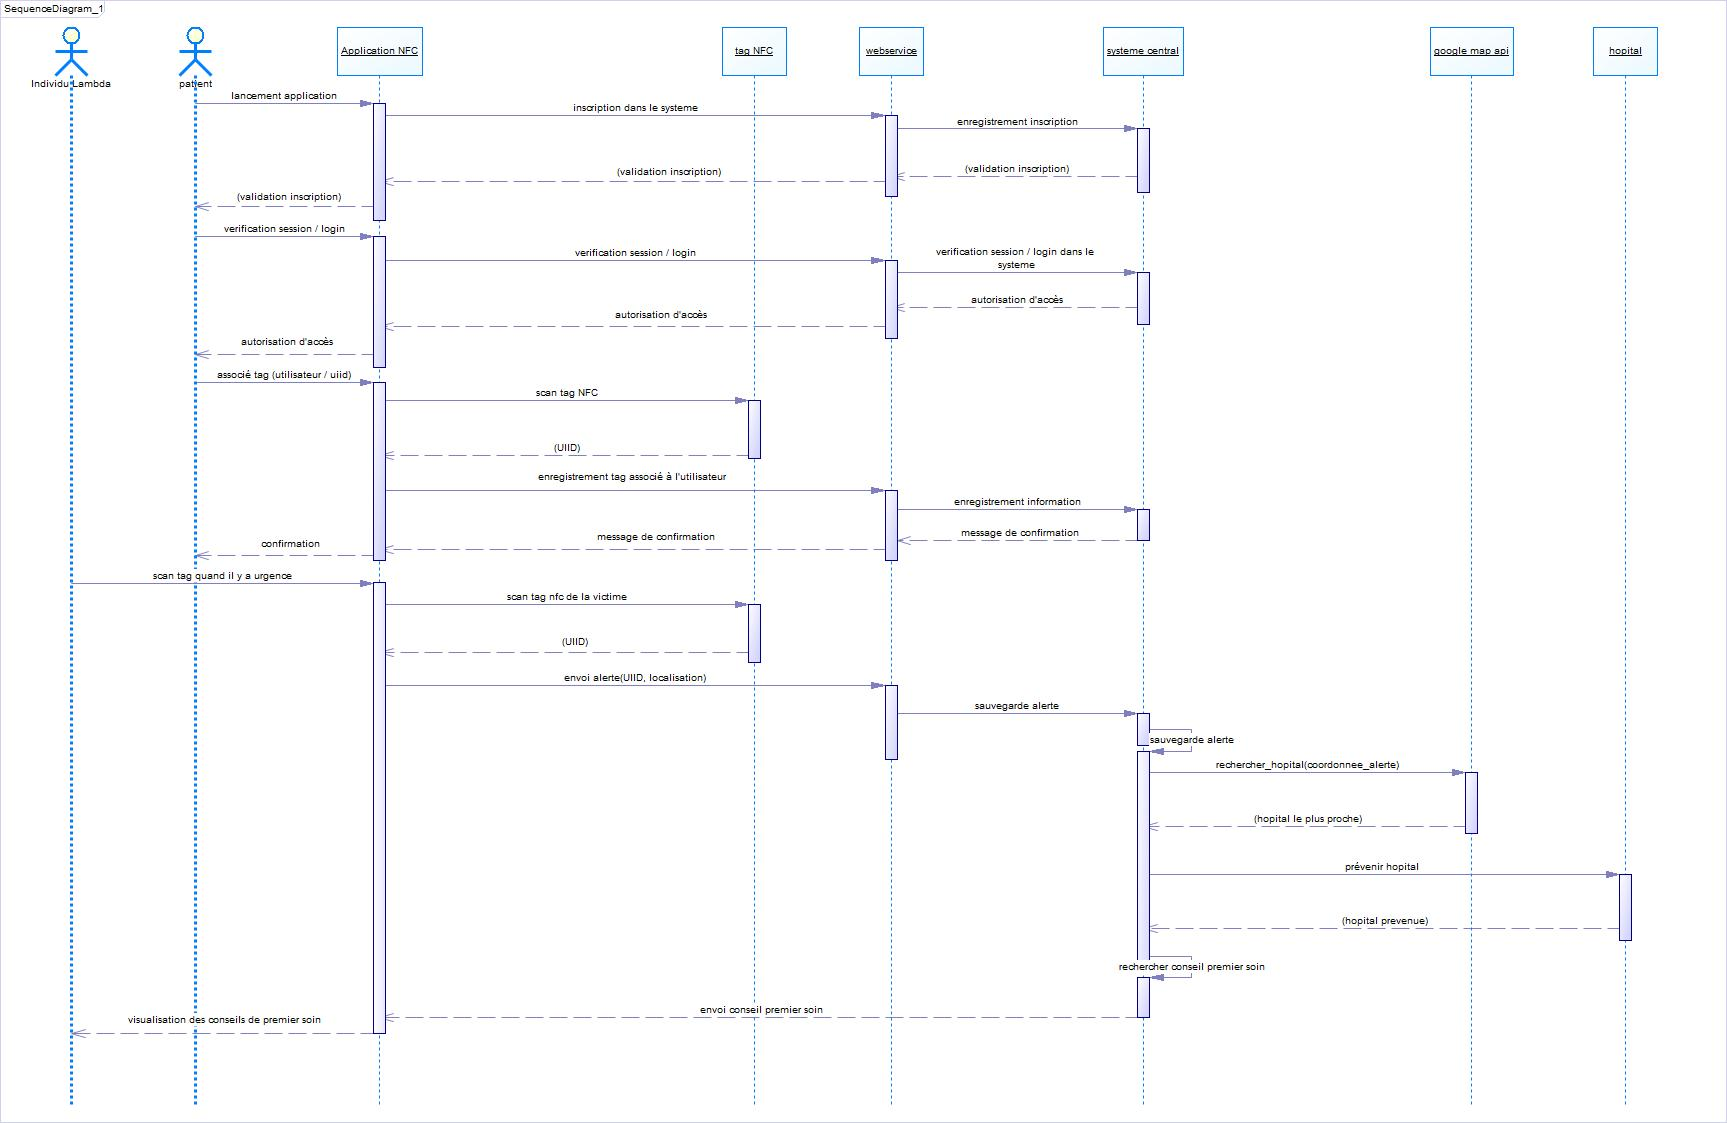 SequenceDiagram_1
Individu Lambda
patient
Application NFC
tag NFC
webservice
systeme central
google map api
hopital
lancement application
inscription dans le systeme
enregistrement inscription
(validation inscription)
(validation inscription)
(validation inscription)
verification session / login
verification session / login
verification session / login dans le
systeme
autorisation d'accès
autorisation d'accès
autorisation d'accès
associé tag (utilisateur / uiid)
scan tag NFC
(UIID)
enregistrement tag associé à l'utilisateur
enregistrement information
message de confirmation
message de confirmation
confirmation
scan tag quand il y a urgence
scan tag nfc de la victime
(UIID)
envoi alerte(UIID, localisation)
sauvegarde alerte
sauvegarde alerte
rechercher_hopital(coordonnee_alerte)
(hopital le plus proche)
prévenir hopital
(hopital prevenue)
rechercher conseil premier soin
envoi conseil premier soin
visualisation des conseils de premier soin